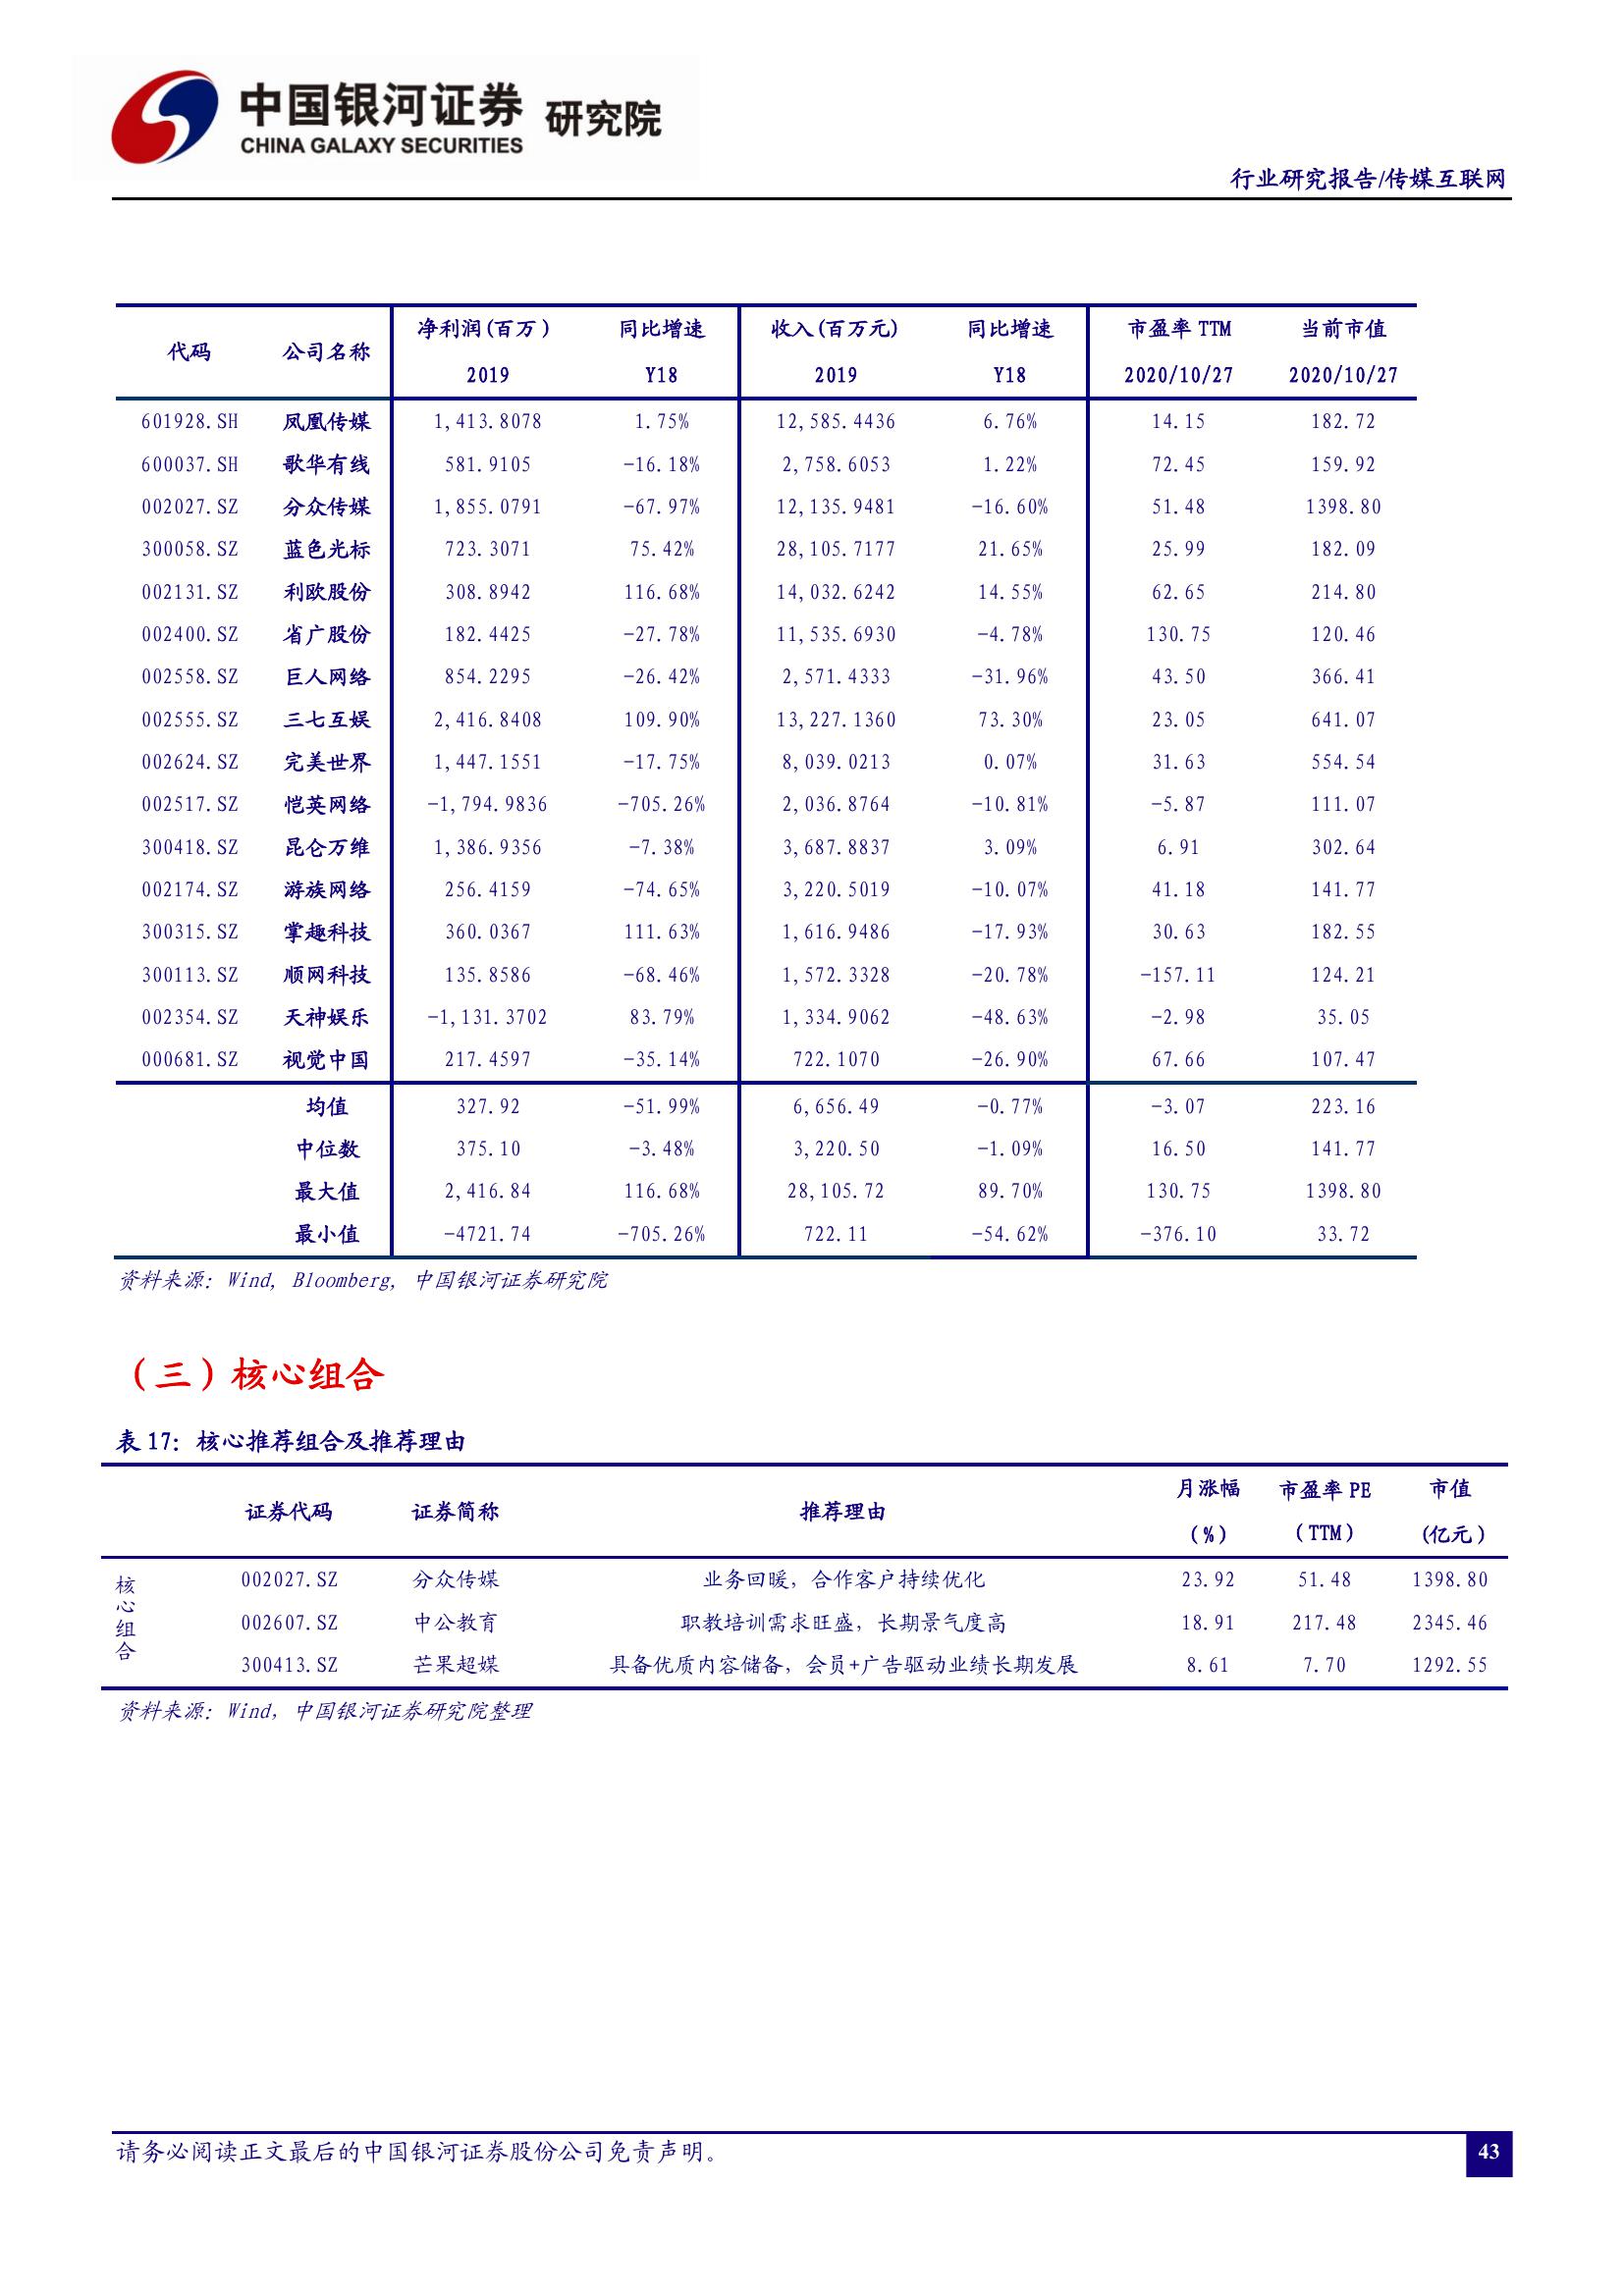 中国银河证券 研究院
CHINA GALAXY SECURITIES
行业研究报告/传媒互联网
代码 公司名称 净利润(百万) 同比增速 收入(百万元) 同比增速 市盈率 TTM 当前市值
2019 Y18 2019 Y18 2020/10/27 2020/10/27
601928.SH 凤凰传媒 1,413.8078 1.75% 12,585.4436 6.76% 14.15 182.72
600037.SH 歌华有线 581.9105 -16.18% 2,758.6053 1.22% 72.45 159.92
002027.SZ 分众传媒 1,855.0791 -67.97% 12,135.9481 -16.60% 51.48 1398.80
300058.SZ 蓝色光标 723.3071 75.42% 28,105.7177 21.65% 25.99 182.09
002131.SZ 利欧股份 308.8942 116.68% 14,032.6242 14.55% 62.65 214.80
002400.SZ 省广股份 182.4425 -27.78% 11,535.6930 -4.78% 130.75 120.46
002558.SZ 巨人网络 854.2295 -26.42% 2,571.4333 -31.96% 43.50 366.41
002555.SZ 三七互娱 2,416.8408 109.90% 13,227.1360 73.30% 23.05 641.07
002624.SZ 完美世界 1,447.1551 -17.75% 8,039.0213 0.07% 31.63 554.54
002517.SZ 恺英网络 -1,794.9836 -705.26% 2,036.8764 -10.81% -5.87 111.07
300418.SZ 昆仑万维 1,386.9356 -7.38% 3,687.8837 3.09% 6.91 302.64
002174.SZ 游族网络 256.4159 -74.65% 3,220.5019 -10.07% 41.18 141.77
300315.SZ 掌趣科技 360.0367 111.63% 1,616.9486 -17.93% 30.63 182.55
300113.SZ 顺网科技 135.8586 -68.46% 1,572.3328 -20.78% -157.11 124.21
002354.SZ 天神娱乐 -1,131.3702 83.79% 1,334.9062 -48.63% -2.98 35.05
000681.SZ 视觉中国 217.4597 -35.14% 722.1070 -26.90% 67.66 107.47
均值 327.92 -51.99% 6,656.49 -0.77% -3.07 223.16
中位数 375.10 -3.48% 3,220.50 -1.09% 16.50 141.77
最大值 2,416.84 116.68% 28,105.72 89.70% 130.75 1398.80
最小值 -4721.74 -705.26% 722.11 -54.62% -376.10 33.72
资料来源：Wind, Bloomberg, 中国银河证券研究院
（三）核心组合
表 17：核心推荐组合及推荐理由
证券代码 证券简称 推荐理由 月涨幅 市盈率 PE 市值
(%) （TTM） (亿元)
核心组合
002027.SZ 分众传媒 业务回暖，合作客户持续优化 23.92 51.48 1398.80
002607.SZ 中公教育 职教培训需求旺盛，长期景气度高 18.91 217.48 2345.46
300413.SZ 芒果超媒 具备优质内容储备，会员+广告驱动业绩长期发展 8.61 7.70 1292.55
资料来源：Wind，中国银河证券研究院整理
请务必阅读正文最后的中国银河证券股份公司免责声明。
43